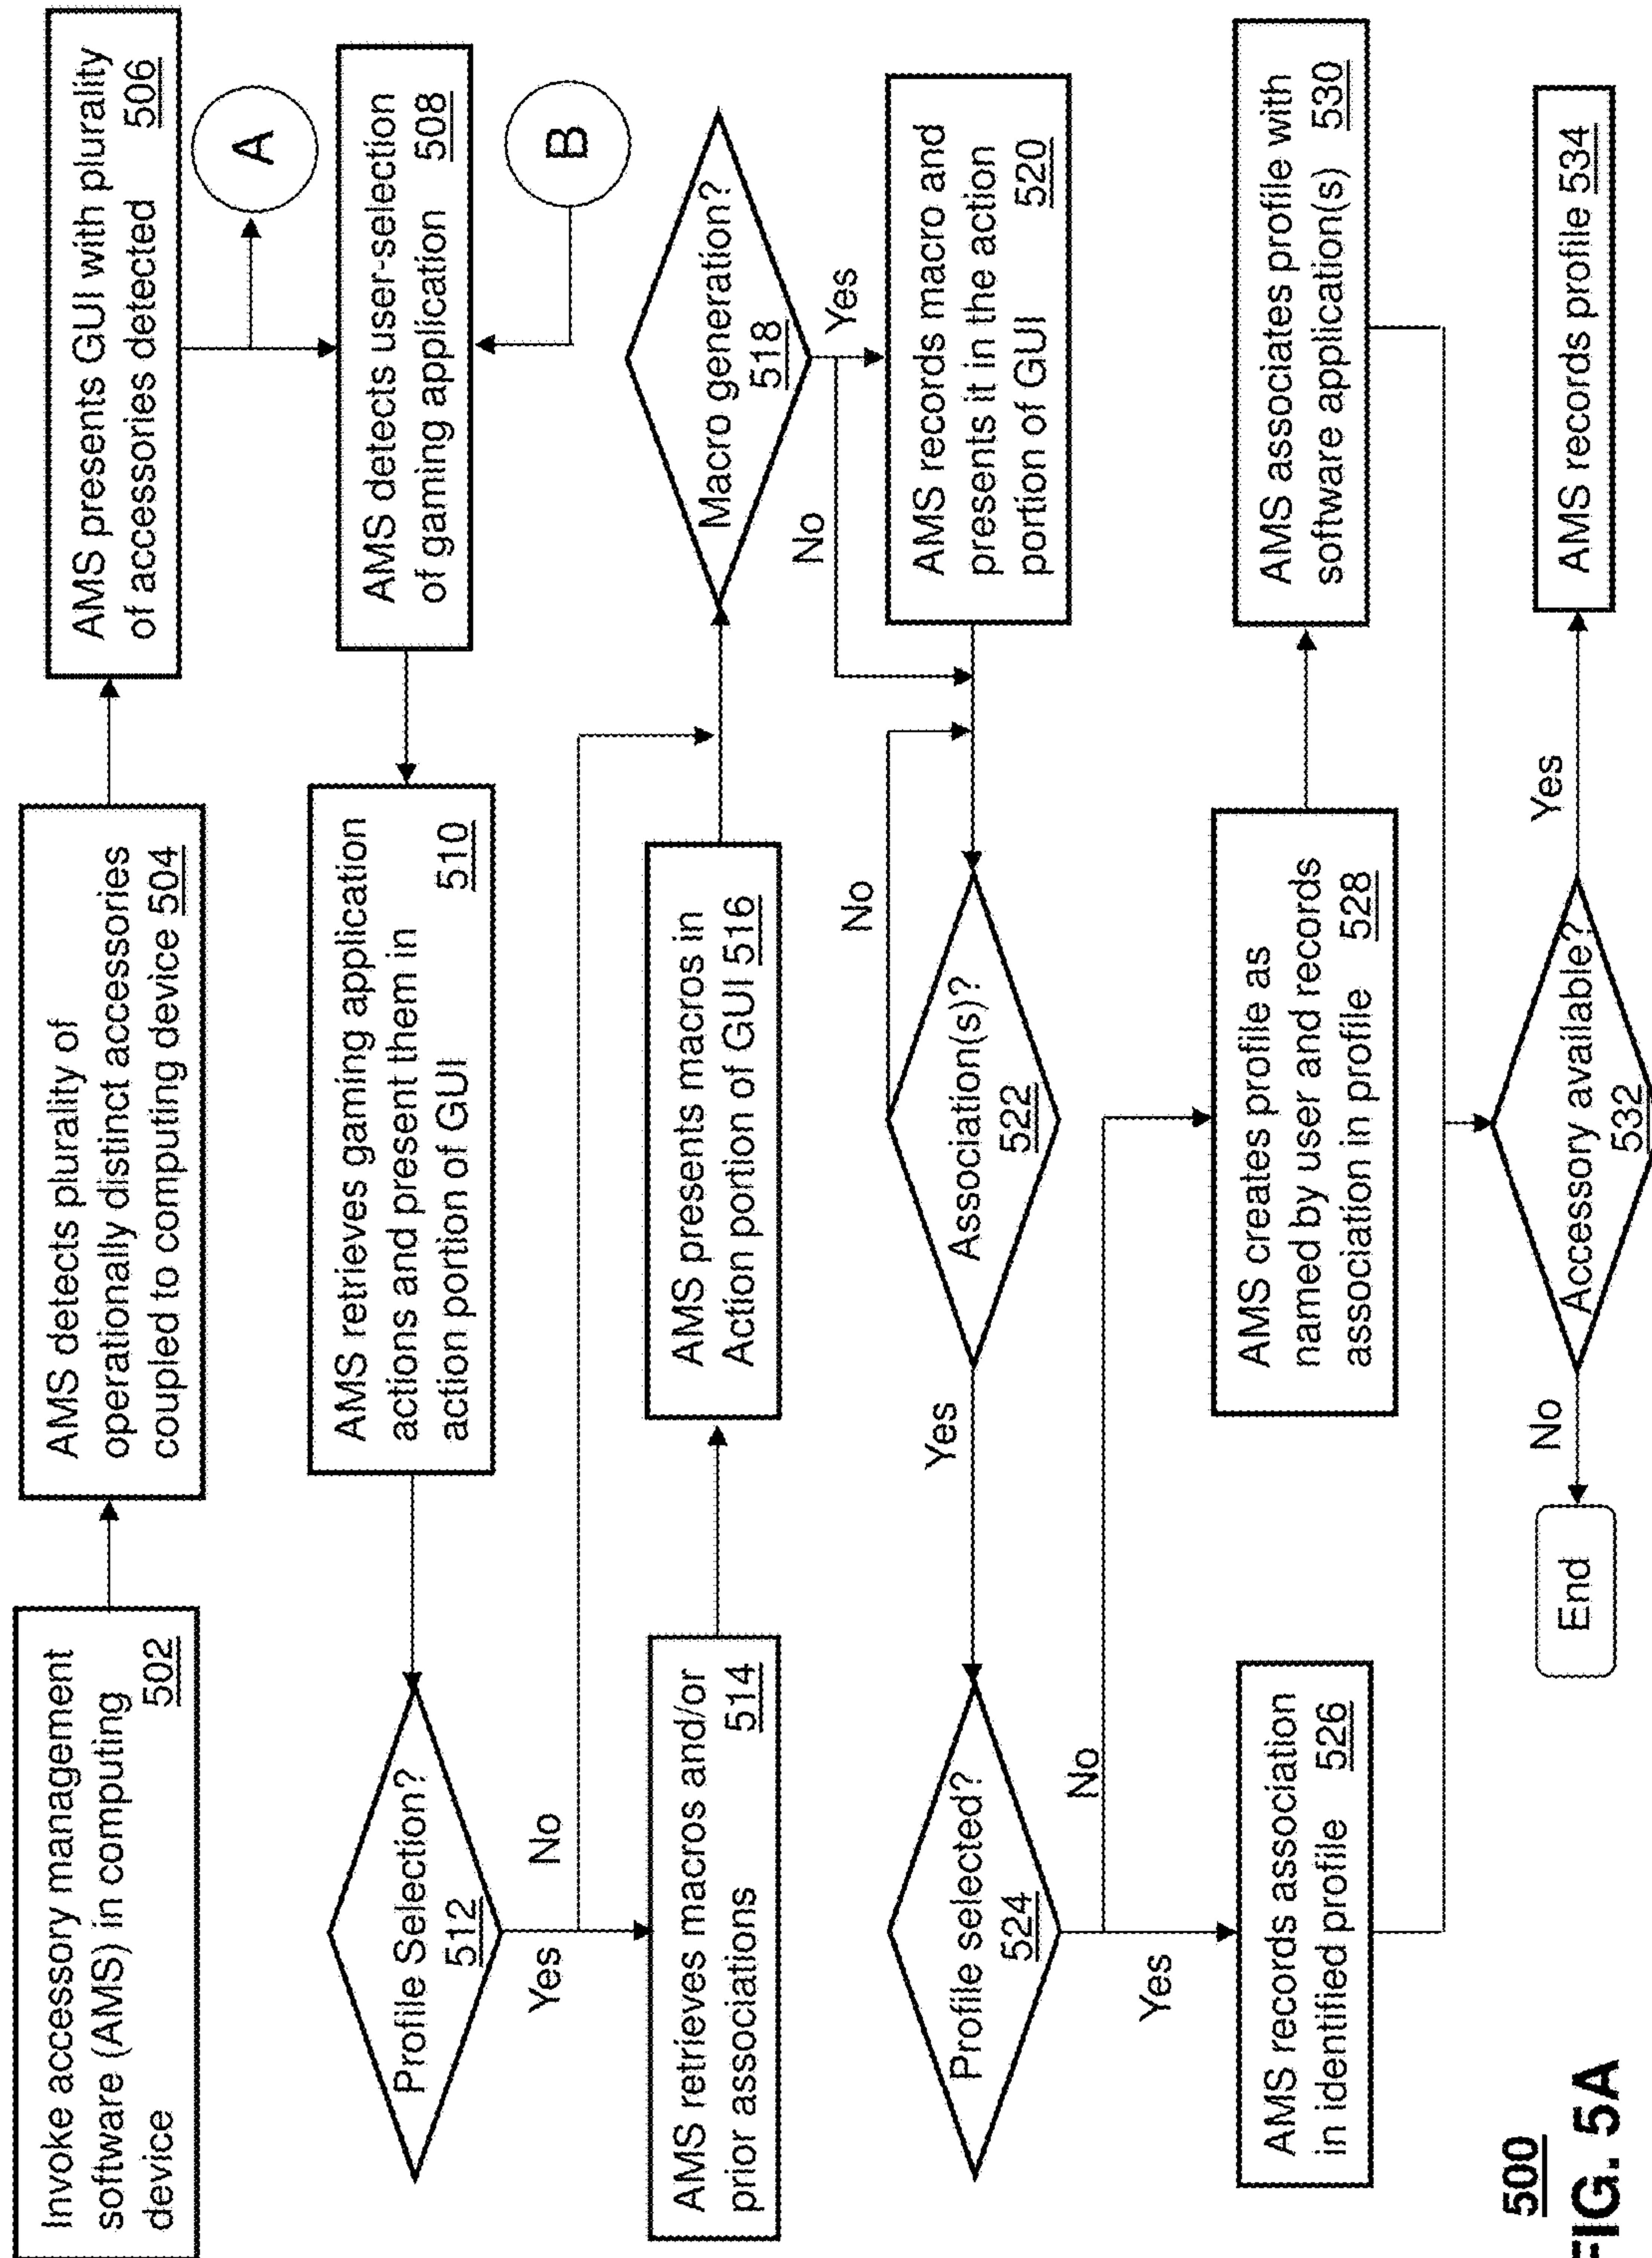 Invoke accessory management
software (AMS) in computing
device 502
AMS detects plurality of
operationally distinct accessories
coupled to computing device 504
AMS presents GUI with plurality
of accessories detected 506
A
AMS detects user-selection
of gaming application 508
B
AMS retrieves gaming application
actions and present them in
action portion of GUI 510
Profile Selection?
512
Yes
No
AMS retrieves macros and/or
prior associations 514
AMS presents macros in
Action portion of GUI 516
Macro generation?
518
No
Yes
AMS records macro and
presents it in the action
portion of GUI 520
Association(s)?
522
No
Yes
Profile selected?
524
Yes
No
AMS records association
in identified profile 526
AMS creates profile as
named by user and records
association in profile 528
AMS associates profile with
software application(s) 530
Accessory available?
532
No
Yes
End
AMS records profile 534
500
FIG. 5A